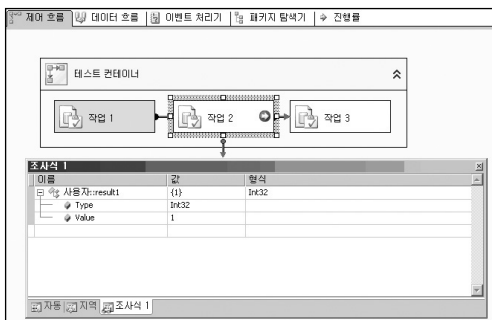 제어 흐름 데이터 흐름 이벤트 처리기 패키지 탐색기 진행률
테스트 컨테이너
작업 1 작업 2 작업 3
조사식 1
이름 값 형식
사용자::result1 {1} Int32
Type Int32
Value 1
자동 지역 조사식 1